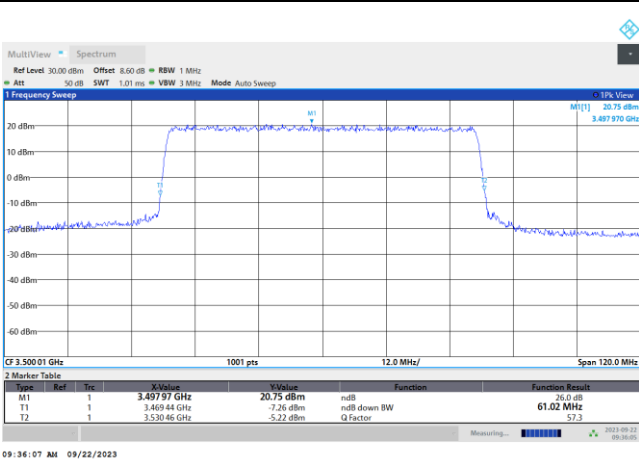 MultiView Spectrum
Ref Level 30.00 dBm Offset 8.60 dB RBW 1 MHz
Att 50 dB SWT 1.01 ms VBW 3 MHz Mode Auto Sweep
1 Frequency Sweep 1Pk View
M1[1] 20.75 dBm
3.497 970 GHz
M1
20 dBm
10 dBm
0 dBm
T1 T2
-10 dBm
-20 dBm
-30 dBm
-40 dBm
-50 dBm
-60 dBm
CF 3.500 01 GHz 1001 pts 12.0 MHz/ Span 120.0 MHz
2 Marker Table
Type Ref Trc X-Value Y-Value Function Function Result
M1 1 3.497 97 GHz 20.75 dBm ndB 26.0 dB
T1 1 3.469 44 GHz -7.26 dBm ndB down BW 61.02 MHz
T2 1 3.530 46 GHz -5.22 dBm Q Factor 57.3
Measuring... 2023-09-22
09:36:05
09:36:07 AM 09/22/2023